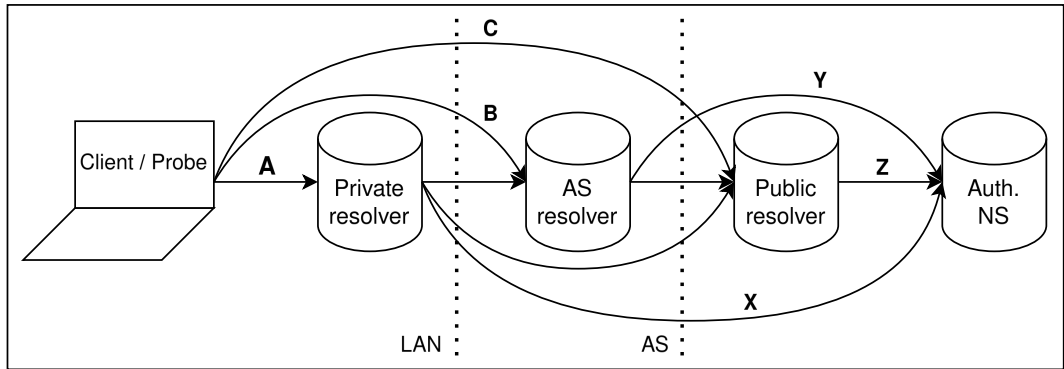 C
Y
B
Client / Probe
A
Private
resolver
AS
resolver
Public
resolver
Z
Auth.
NS
X
LAN
AS